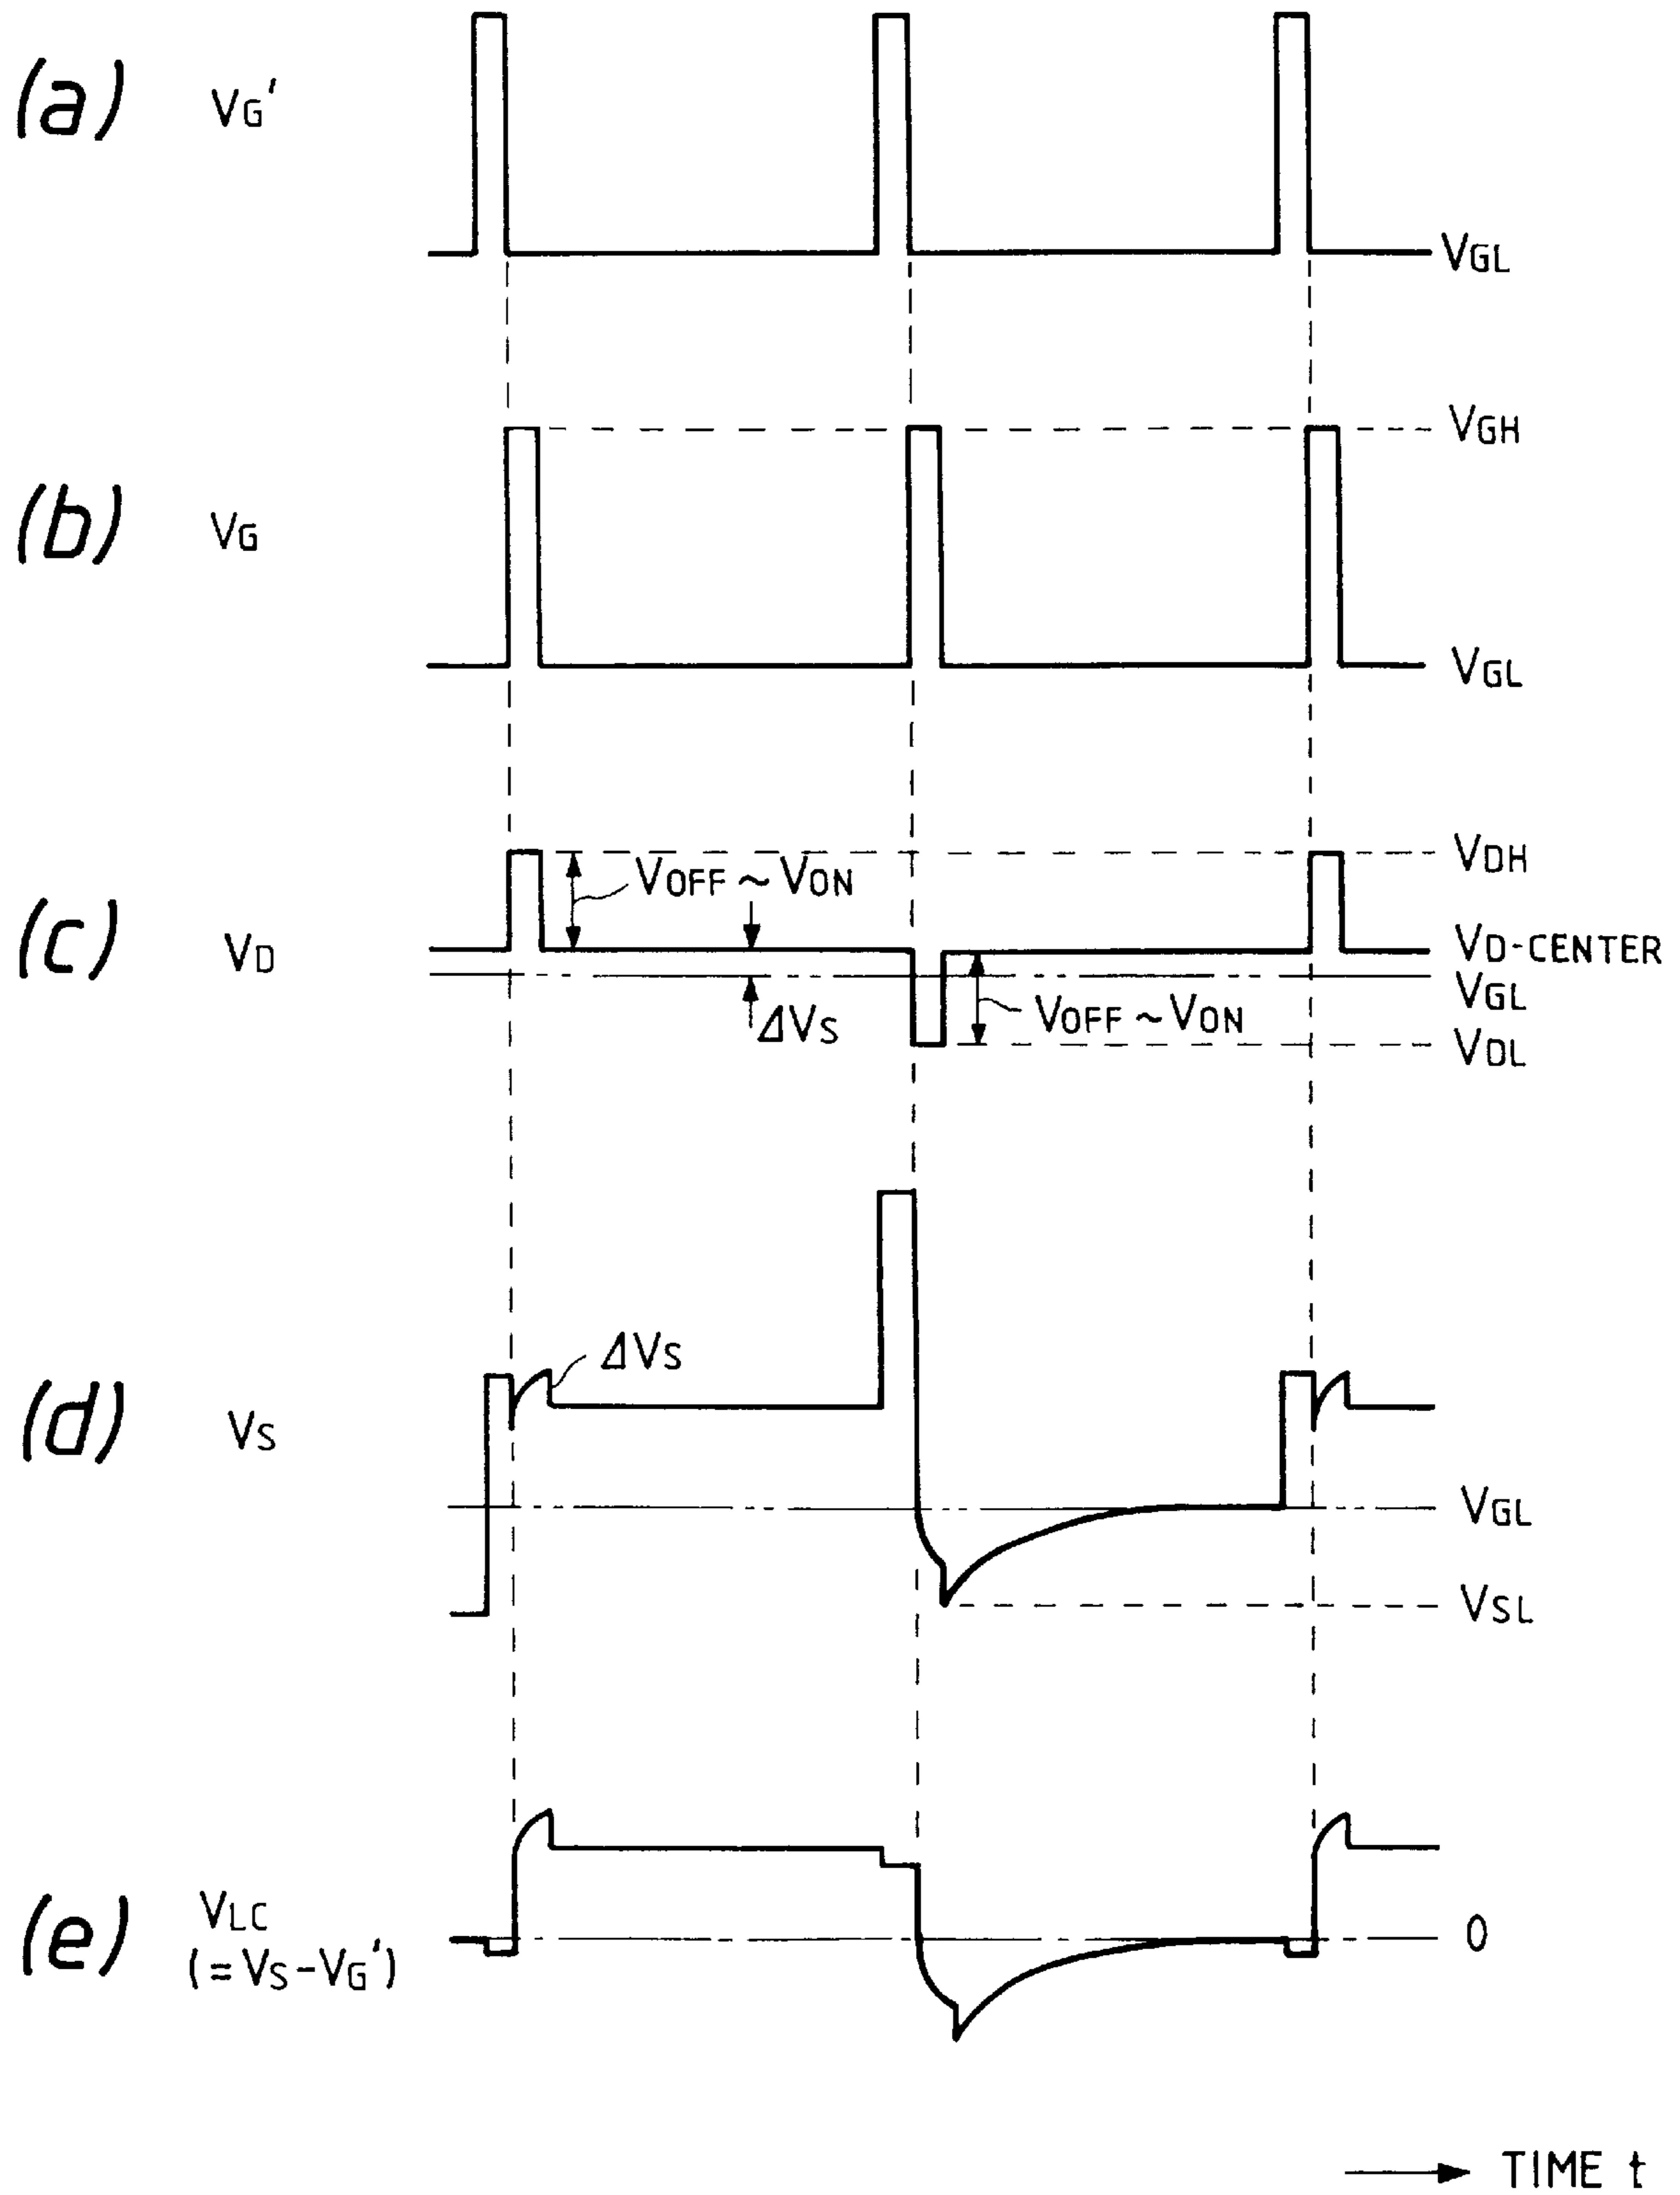 (a) VG'
VGL
VGH
(b) VG
VGL
VDH
VOFF ~ VON
(c) VD
VD-CENTER
VGL
ΔVS
VOFF ~ VON
VDL
ΔVS
(d) VS
VGL
VSL
(e) VLC
(=VS-VG')
0
TIME t